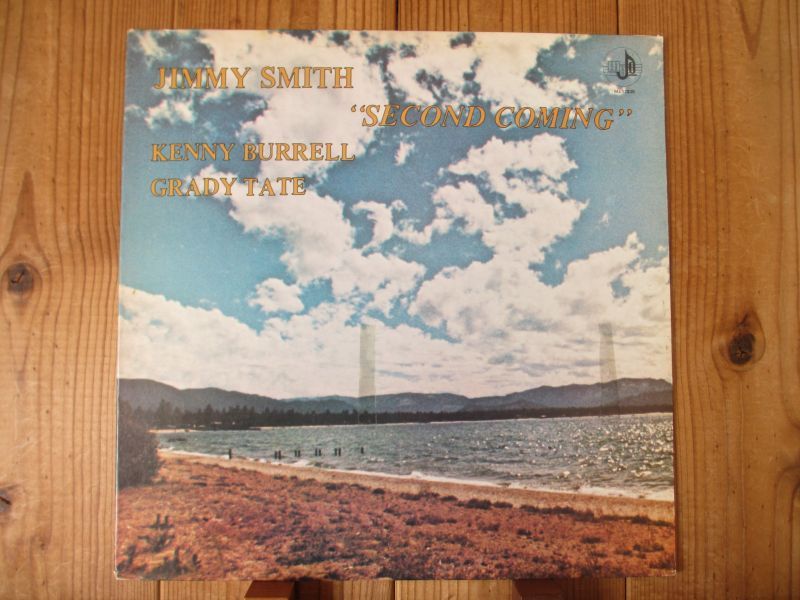 JIMMY SMITH
"SECOND COMING"
KENNY BURRELL
GRADY TATE